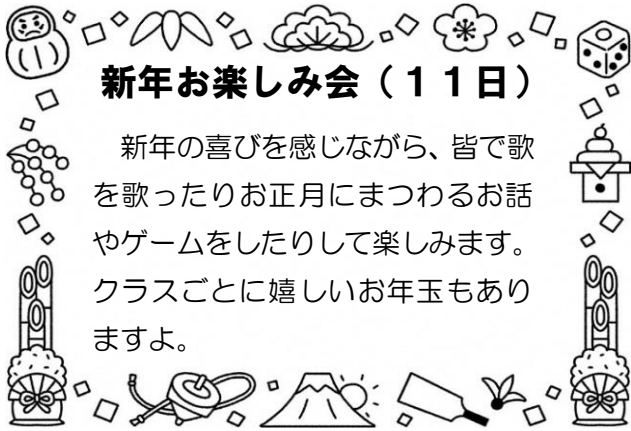 新年お楽しみ会（１１日）
　新年の喜びを感じながら、皆で歌
を歌ったりお正月にまつわるお話
やゲームをしたりして楽しみます。
クラスごとに嬉しいお年玉もあり
ますよ。